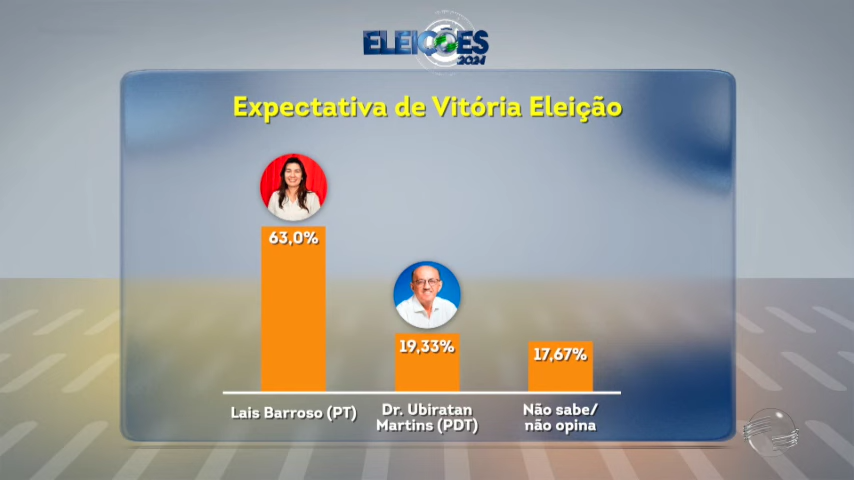 ELEIÇÕES
2024
Expectativa de Vitória Eleição
63,0%
19,33%
17,67%
Lais Barroso (PT)
Dr. Ubiratan
Martins (PDT)
Não sabe/
não opina